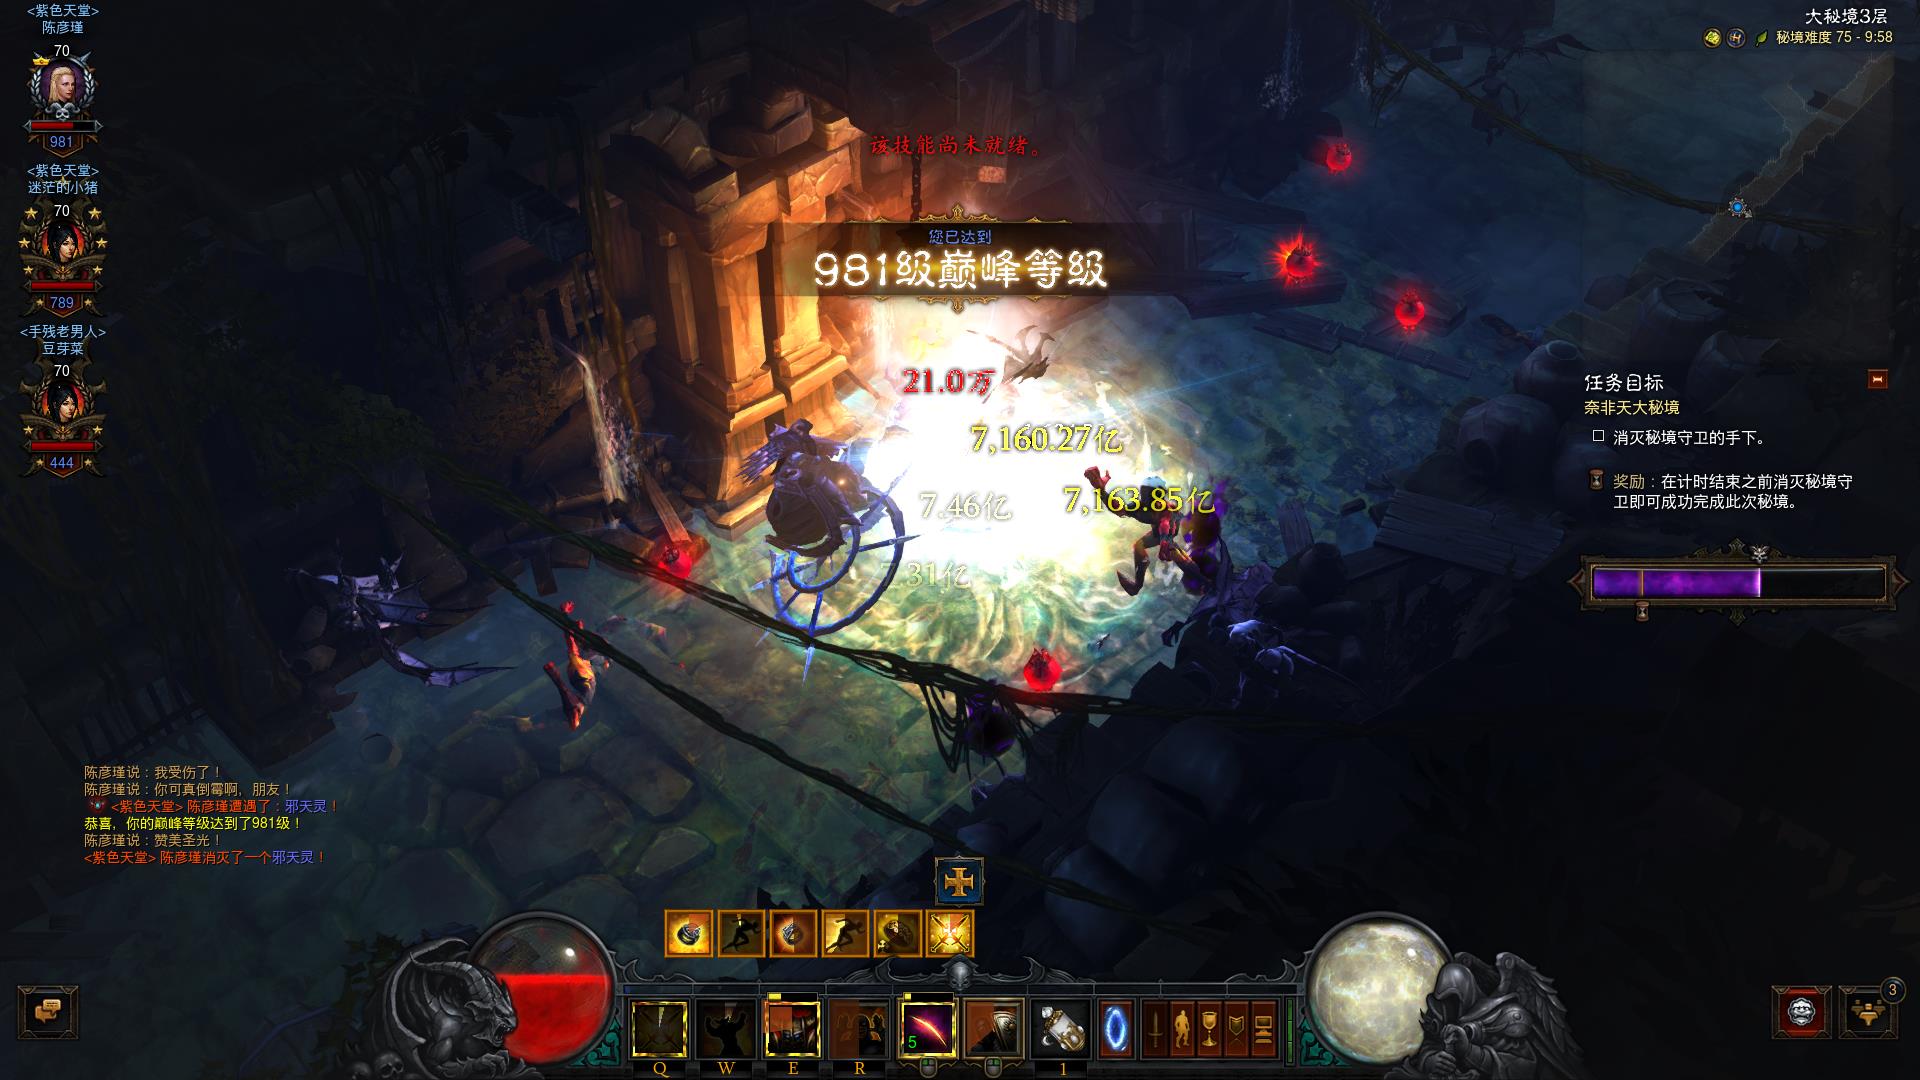 <紫色天堂>
陈彦瑾
70
981
<紫色天堂>
迷茫的小猪
70
789
<手残老男人>
豆芽菜
70
444
大秘境3层
秘境难度 75 - 9:58
该技能尚未就绪。
您已达到
981级巅峰等级
21.0万
7,160.27亿
7.46亿
7,163.85亿
7.31亿
任务目标
奈非天大秘境
消灭秘境守卫的手下。
奖励：在计时结束之前消灭秘境守
卫即可成功完成此次秘境。
陈彦瑾说：我受伤了！
陈彦瑾说：你可真倒霉啊，朋友！
<紫色天堂> 陈彦瑾遭遇了：邪天灵！
恭喜，你的巅峰等级达到了981级！
陈彦瑾说：赞美圣光！
<紫色天堂> 陈彦瑾消灭了一个邪天灵！
5
Q
W
E
R
1
3